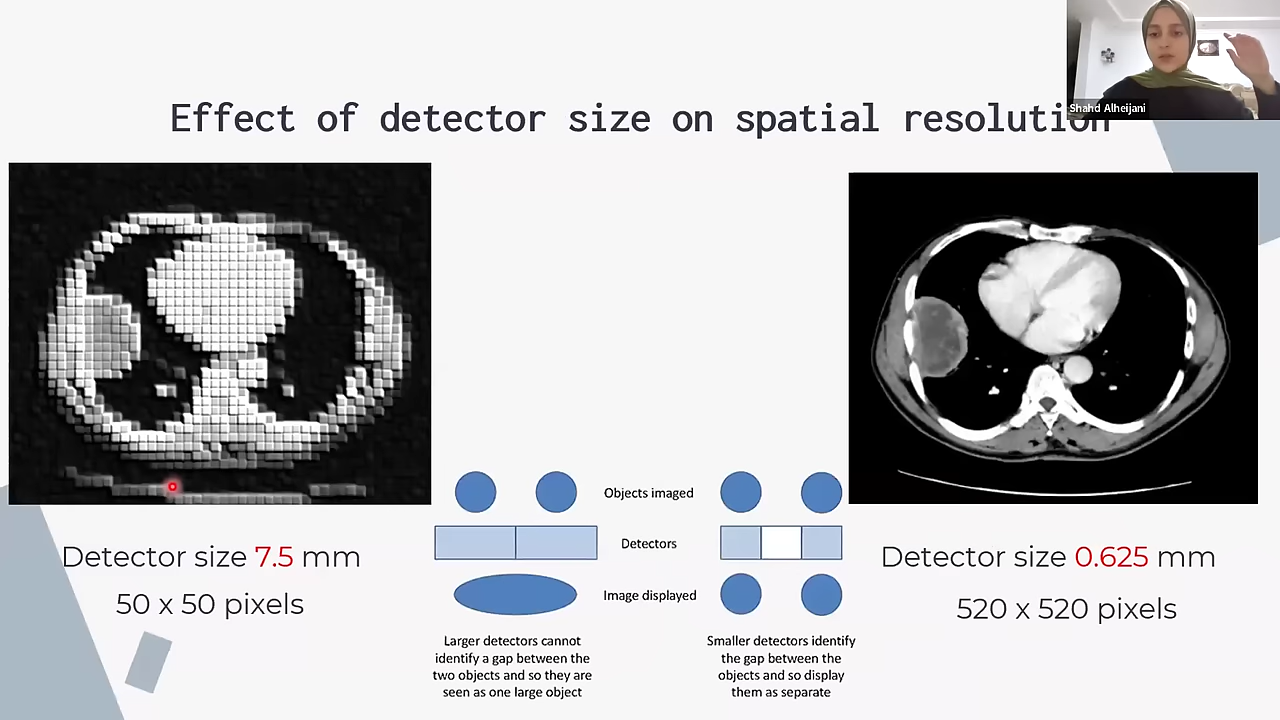 Shahd Alheijani
Effect of detector size on spatial resolution
Objects imaged
Detectors
Image displayed
Detector size 7.5 mm
50 x 50 pixels
Larger detectors cannot
identify a gap between the
two objects and so they are
seen as one large object
Smaller detectors identify
the gap between the
objects and so display
them as separate
Detector size 0.625 mm
520 x 520 pixels